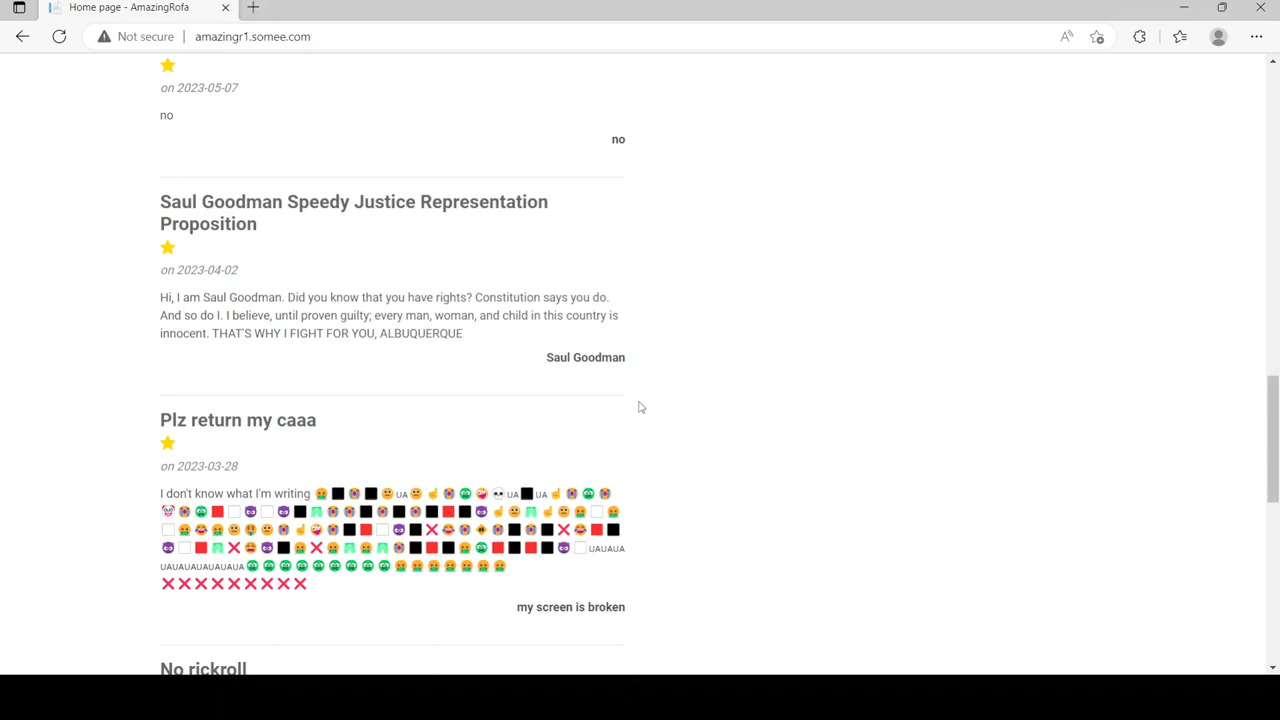 Home page - AmazingRofa
Not secure
amazingr1.somee.com
on 2023-05-07
no
no
Saul Goodman Speedy Justice Representation
Proposition
on 2023-04-02
Hi, I am Saul Goodman. Did you know that you have rights? Constitution says you do.
And so do I. I believe, until proven guilty; every man, woman, and child in this country is
innocent. THAT'S WHY I FIGHT FOR YOU, ALBUQUERQUE
Saul Goodman
Plz return my caaa
on 2023-03-28
I don't know what I'm writing UA UA UA
UAUAUA
UAUAUAUAUAUAUA
my screen is broken
No rickroll